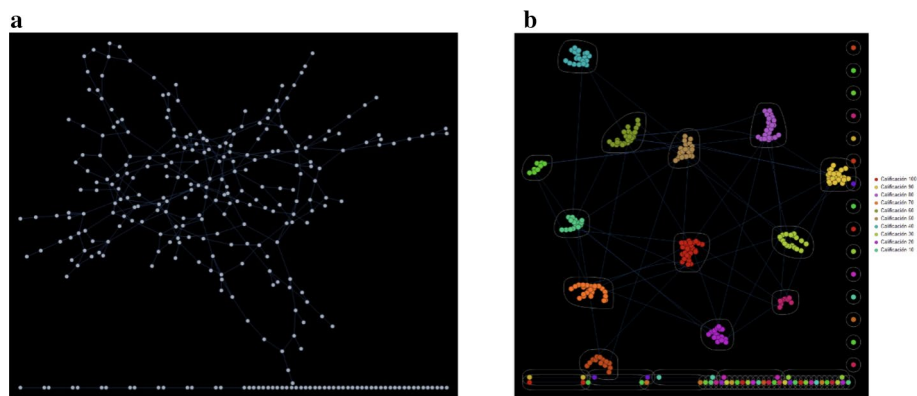 a
b
Calificación 100
Calificación 90
Calificación 80
Calificación 70
Calificación 60
Calificación 50
Calificación 40
Calificación 30
Calificación 20
Calificación 10